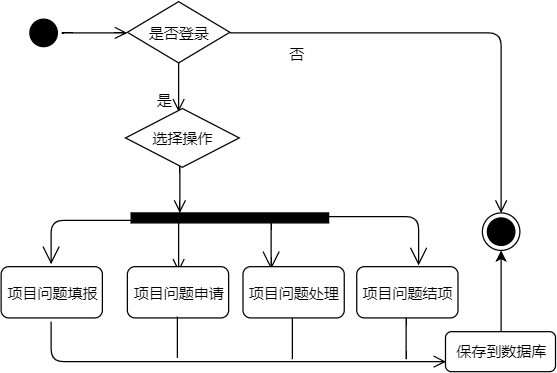 是否登录
否
是
选择操作
项目问题填报
项目问题申请
项目问题处理
项目问题结项
保存到数据库